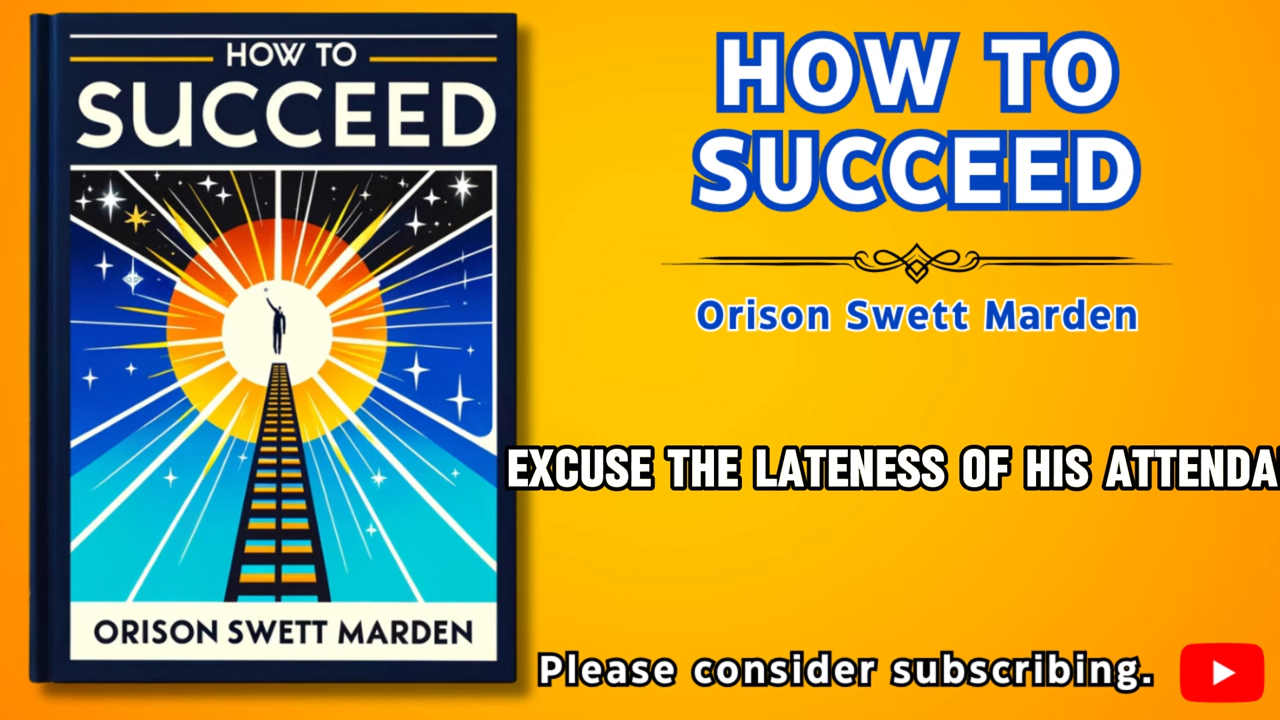 HOW TO
SUCCEED
ORISON SWETT MARDEN
HOW TO
SUCCEED
Orison Swett Marden
EXCUSE THE LATENESS OF HIS
Please consider subscribing.